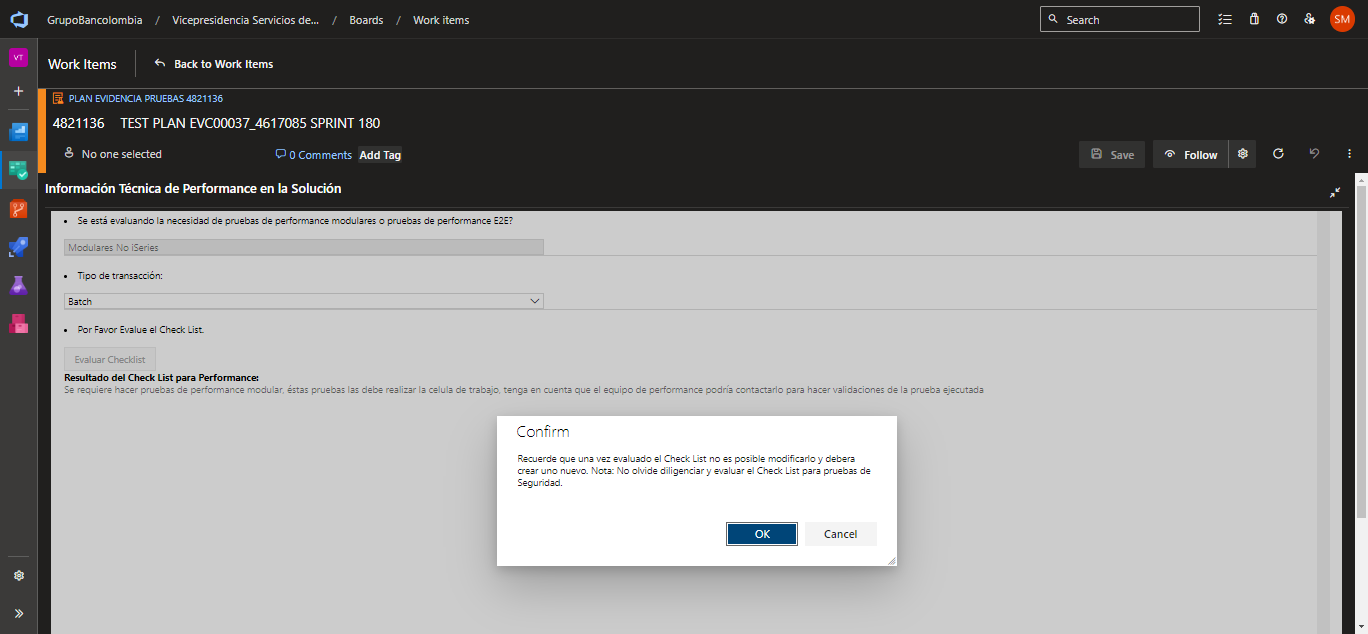 GrupoBancolombia / Vicepresidencia Servicios de... / Boards / Work items
Search
SM
VT
Work Items
Back to Work Items
PLAN EVIDENCIA PRUEBAS 4821136
4821136 TEST PLAN EVC00037_4617085 SPRINT 180
No one selected
0 Comments
Add Tag
Save
Follow
Información Técnica de Performance en la Solución
• Se está evaluando la necesidad de pruebas de performance modulares o pruebas de performance E2E?
Modulares No iSeries
• Tipo de transacción:
Batch
• Por Favor Evalue el Check List.
Evaluar Checklist
Resultado del Check List para Performance:
Se requiere hacer pruebas de performance modular, éstas pruebas las debe realizar la celula de trabajo, tenga en cuenta que el equipo de performance podría contactarlo para hacer validaciones de la prueba ejecutada
Confirm
Recuerde que una vez evaluado el Check List no es posible modificarlo y debera
crear uno nuevo. Nota: No olvide diligenciar y evaluar el Check List para pruebas de
Seguridad.
OK
Cancel